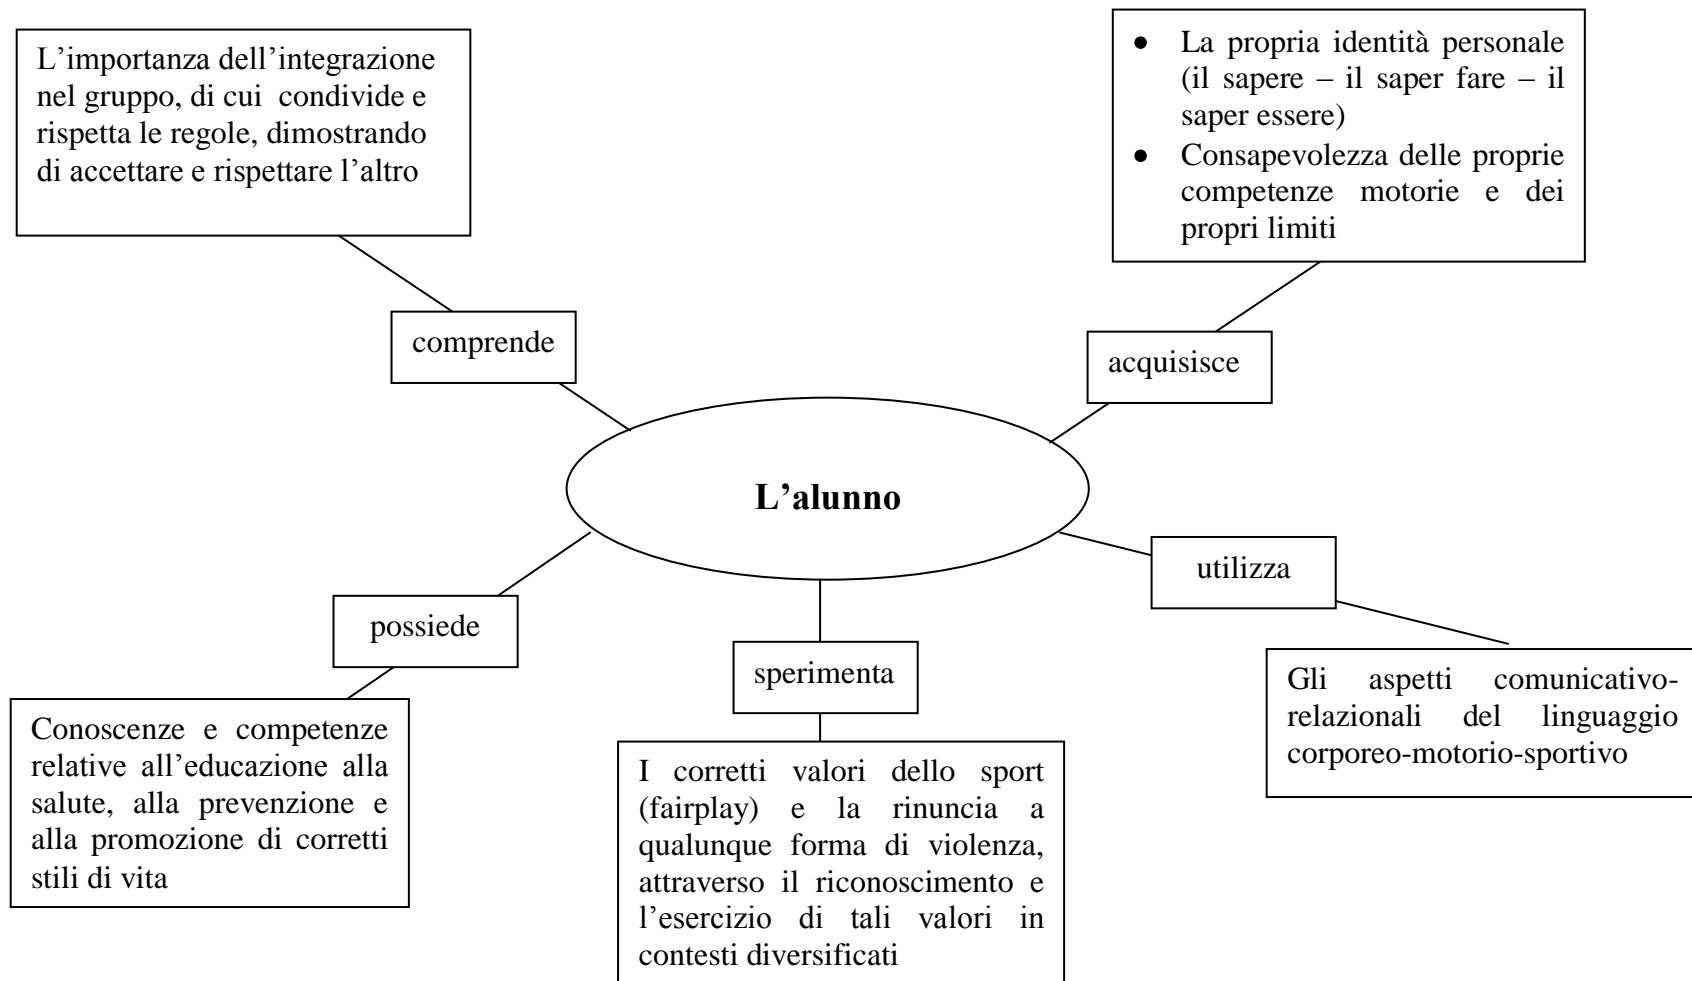 L’importanza dell’integrazione
nel gruppo, di cui condivide e
rispetta le regole, dimostrando
di accettare e rispettare l’altro
• La propria identità personale
(il sapere – il saper fare – il
saper essere)
• Consapevolezza delle proprie
competenze motorie e dei
propri limiti
comprende
acquisisce
L’alunno
utilizza
possiede
sperimenta
Gli aspetti comunicativo-
relazionali del linguaggio
corporeo-motorio-sportivo
Conoscenze e competenze
relative all’educazione alla
salute, alla prevenzione e
alla promozione di corretti
stili di vita
I corretti valori dello sport
(fairplay) e la rinuncia a
qualunque forma di violenza,
attraverso il riconoscimento e
l’esercizio di tali valori in
contesti diversificati